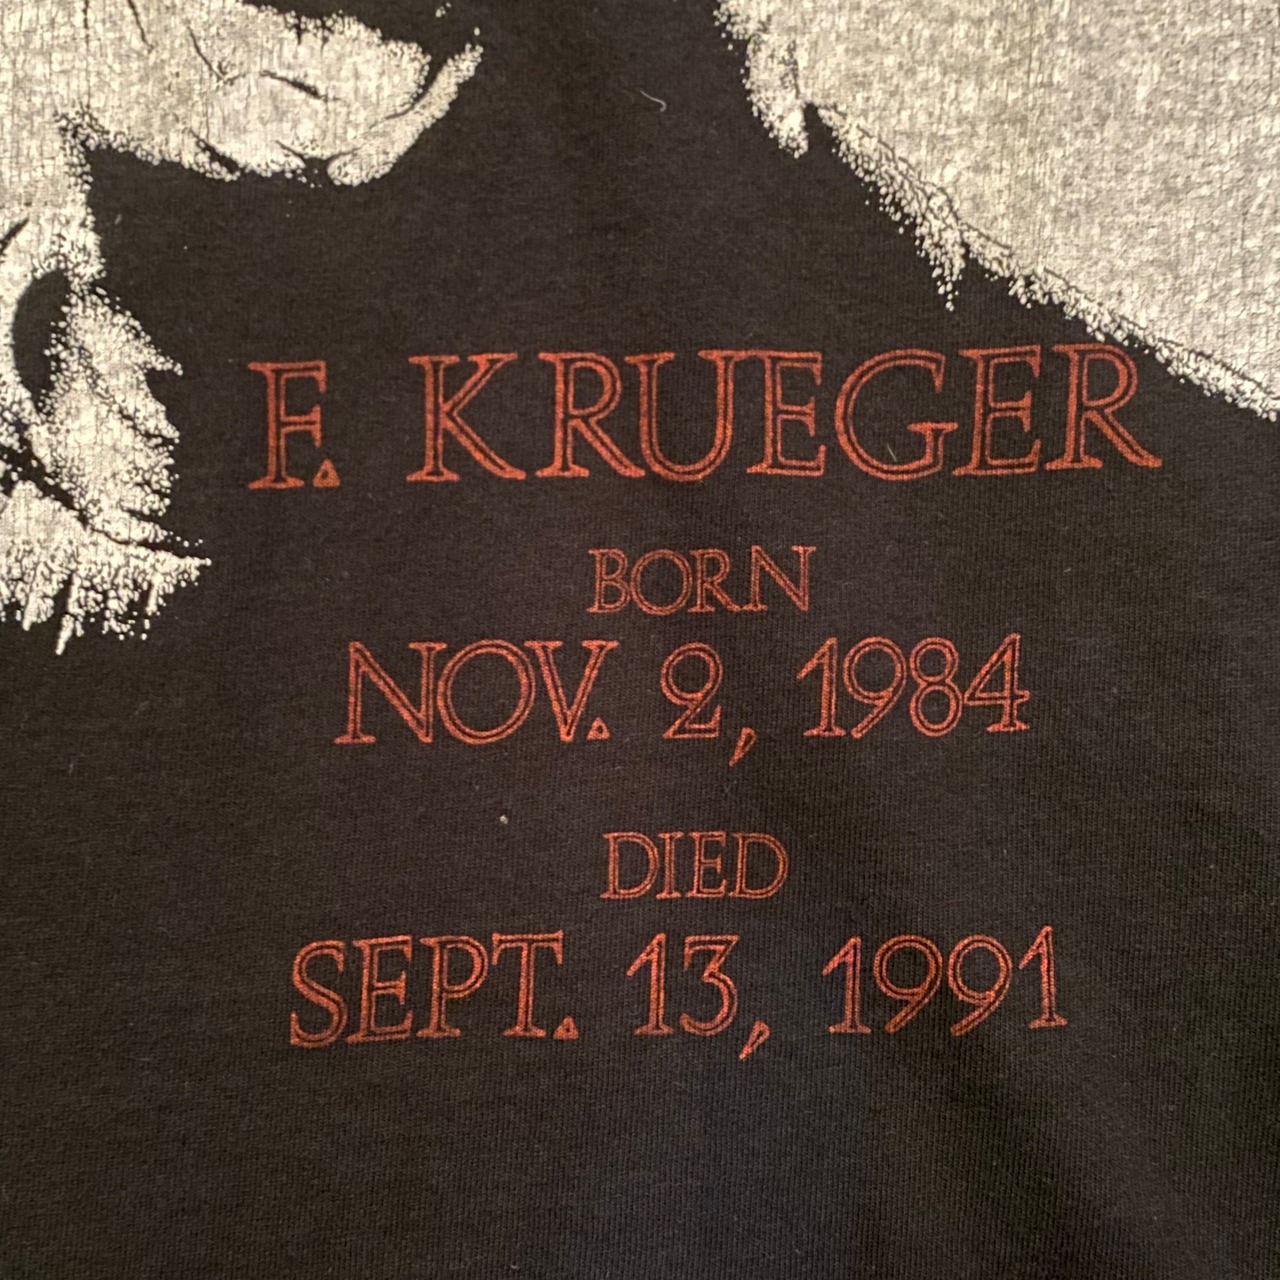 F. KRUEGER
BORN
NOV. 2, 1984
DIED
SEPT. 13, 1991